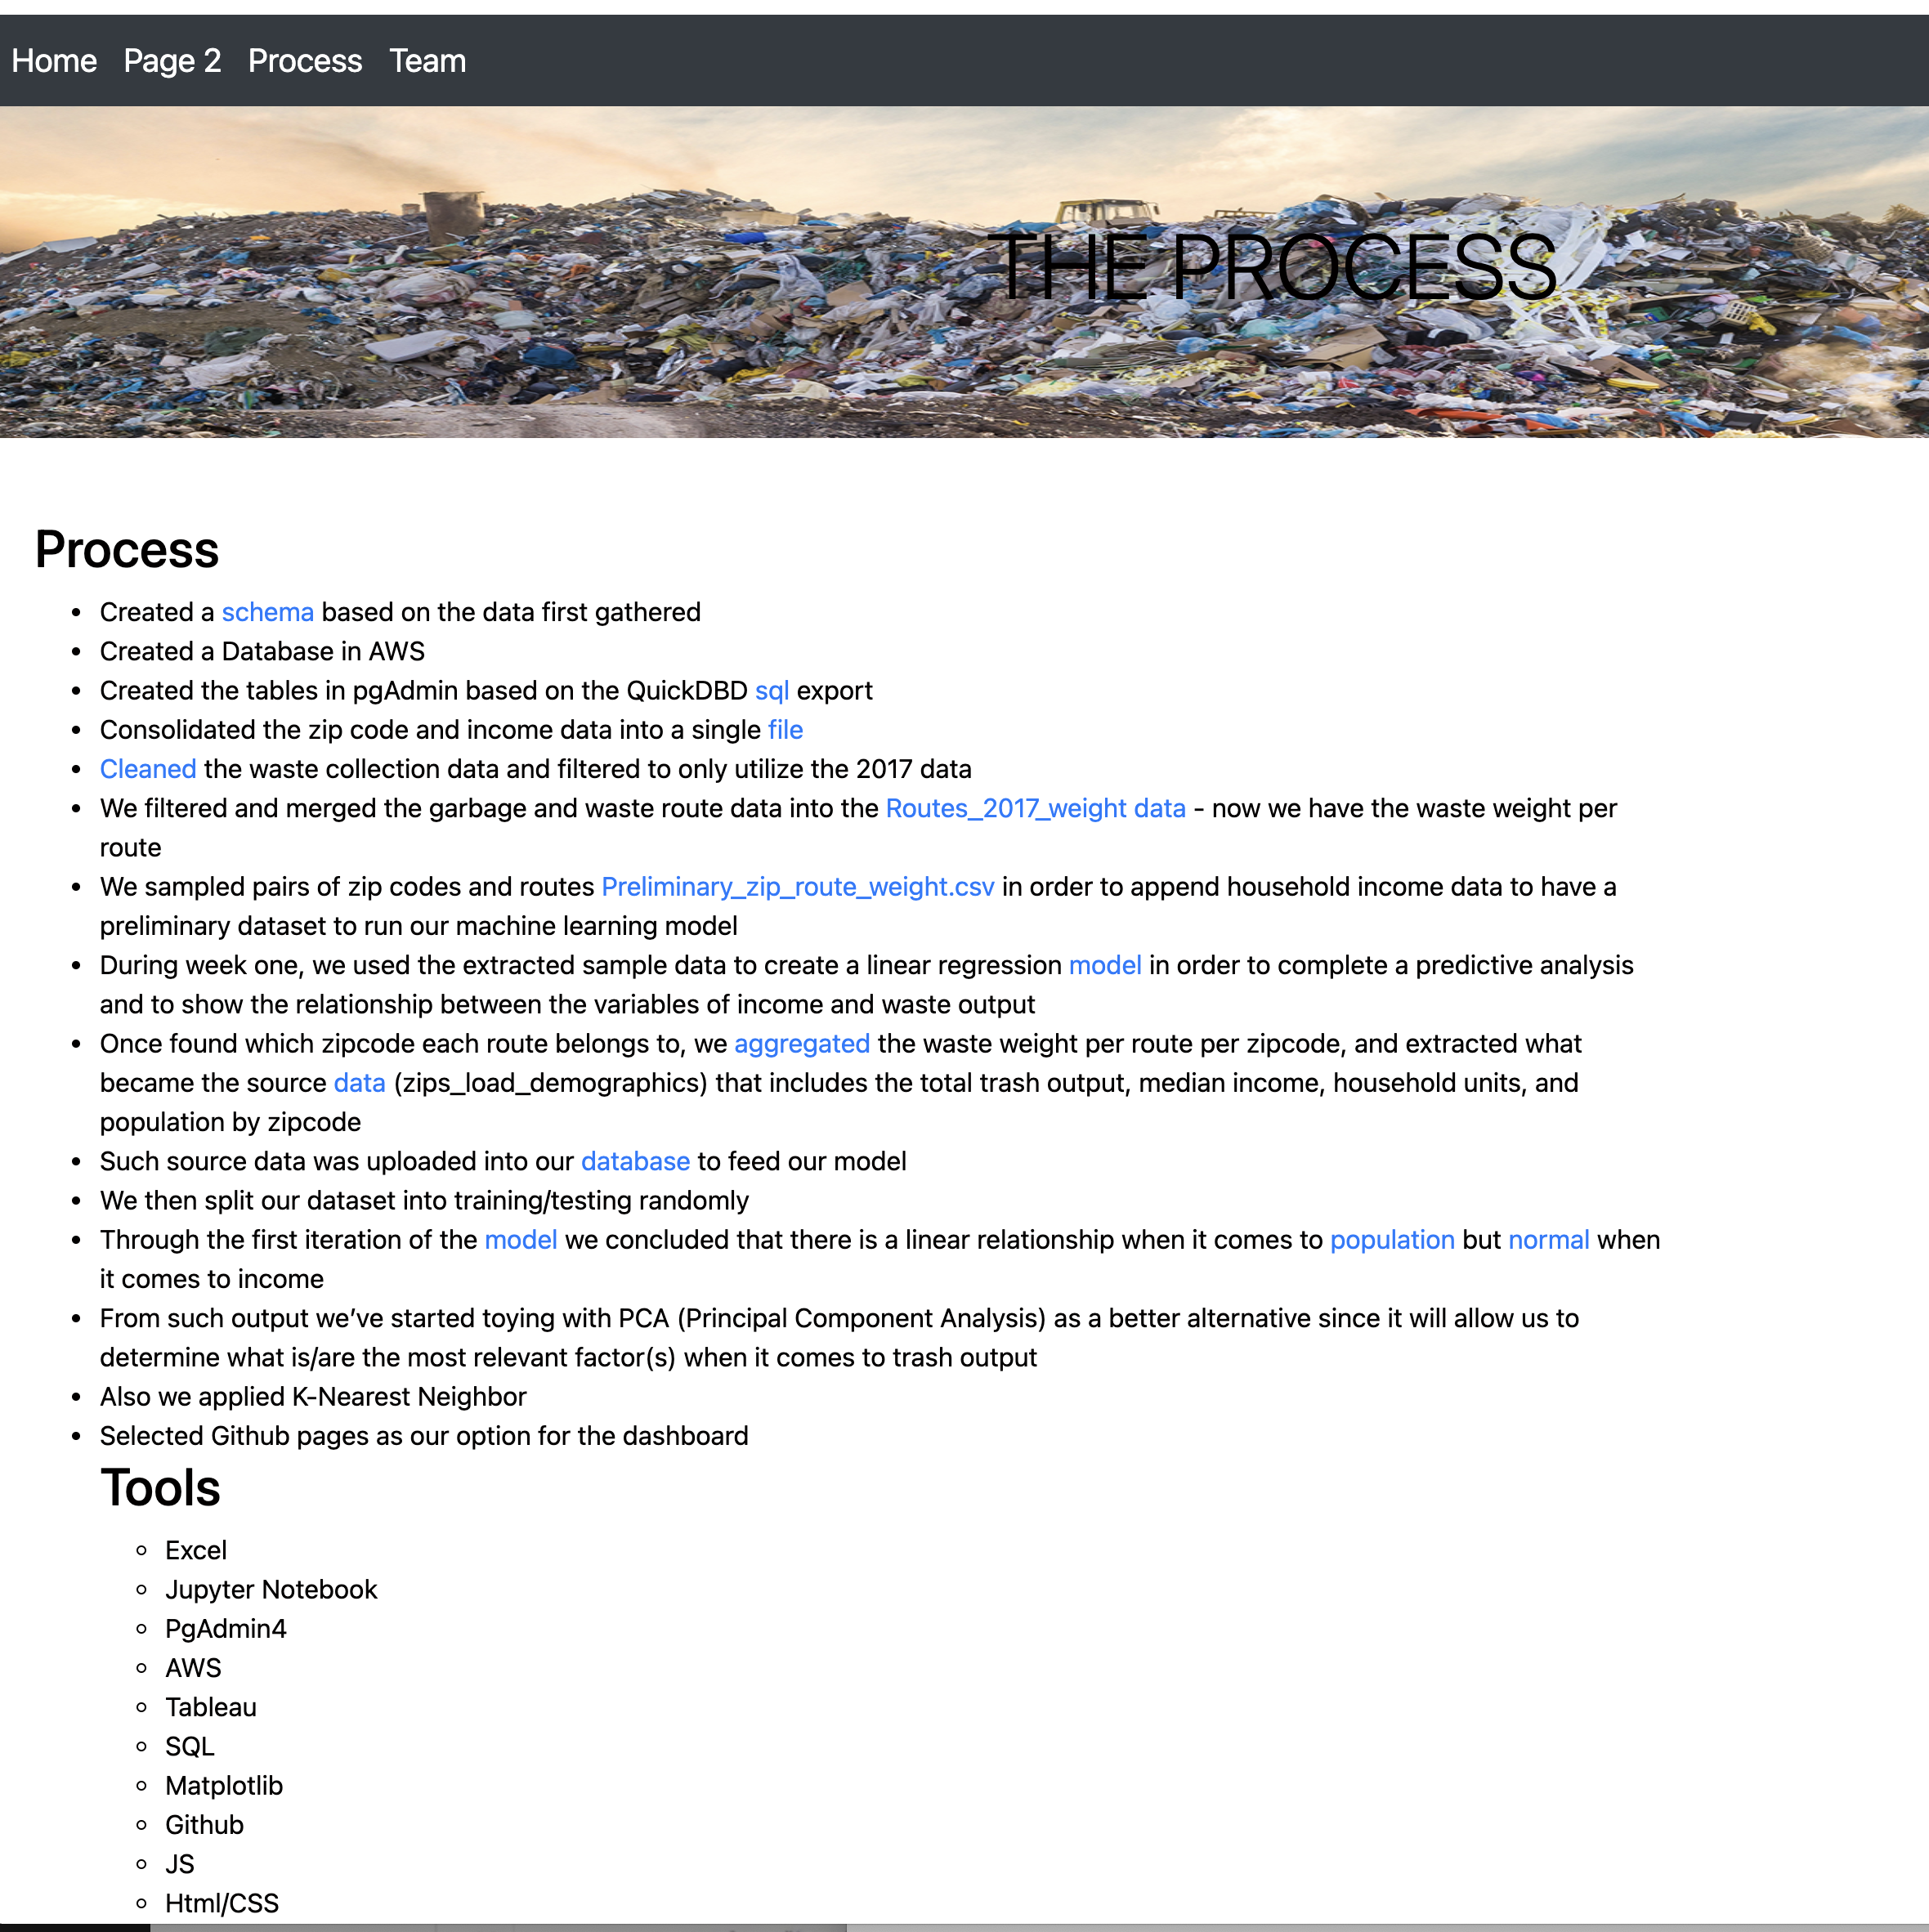 Home Page 2 Process Team
THE PROCESS
Process
Created a schema based on the data first gathered
Created a Database in AWS
Created the tables in pgAdmin based on the QuickDBD sql export
Consolidated the zip code and income data into a single file
Cleaned the waste collection data and filtered to only utilize the 2017 data
We filtered and merged the garbage and waste route data into the Routes_2017_weight data - now we have the waste weight per
route
We sampled pairs of zip codes and routes Preliminary_zip_route_weight.csv in order to append household income data to have a
preliminary dataset to run our machine learning model
During week one, we used the extracted sample data to create a linear regression model in order to complete a predictive analysis
and to show the relationship between the variables of income and waste output
Once found which zipcode each route belongs to, we aggregated the waste weight per route per zipcode, and extracted what
became the source data (zips_load_demographics) that includes the total trash output, median income, household units, and
population by zipcode
Such source data was uploaded into our database to feed our model
We then split our dataset into training/testing randomly
Through the first iteration of the model we concluded that there is a linear relationship when it comes to population but normal when
it comes to income
From such output we’ve started toying with PCA (Principal Component Analysis) as a better alternative since it will allow us to
determine what is/are the most relevant factor(s) when it comes to trash output
Also we applied K-Nearest Neighbor
Selected Github pages as our option for the dashboard
Tools
Excel
Jupyter Notebook
PgAdmin4
AWS
Tableau
SQL
Matplotlib
Github
JS
Html/CSS